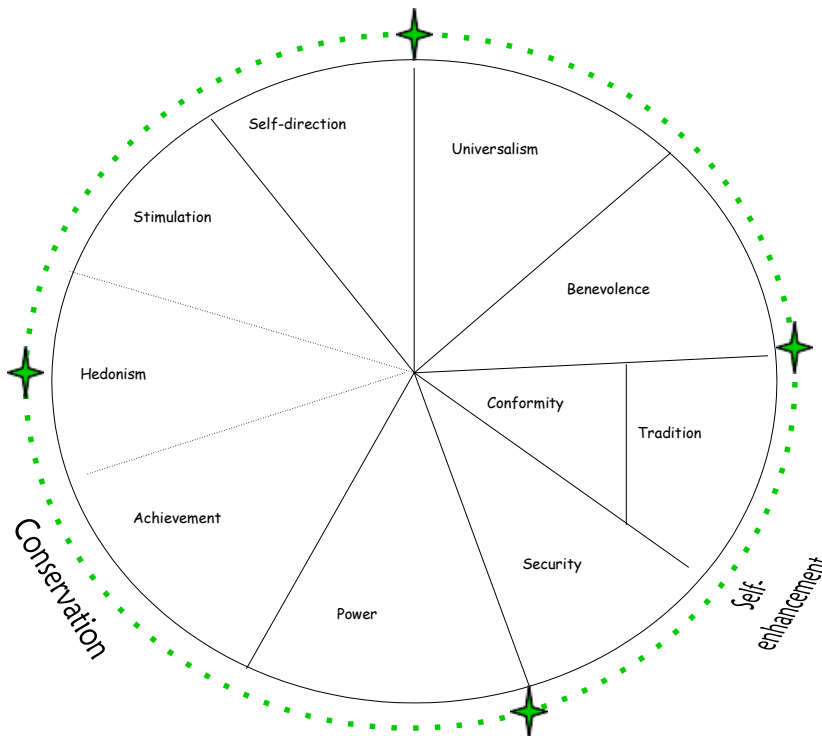 Self-direction
Universalism
Stimulation
Benevolence
Hedonism
Conformity
Tradition
Achievement
Security
Power
Conservation
Self-
enhancement